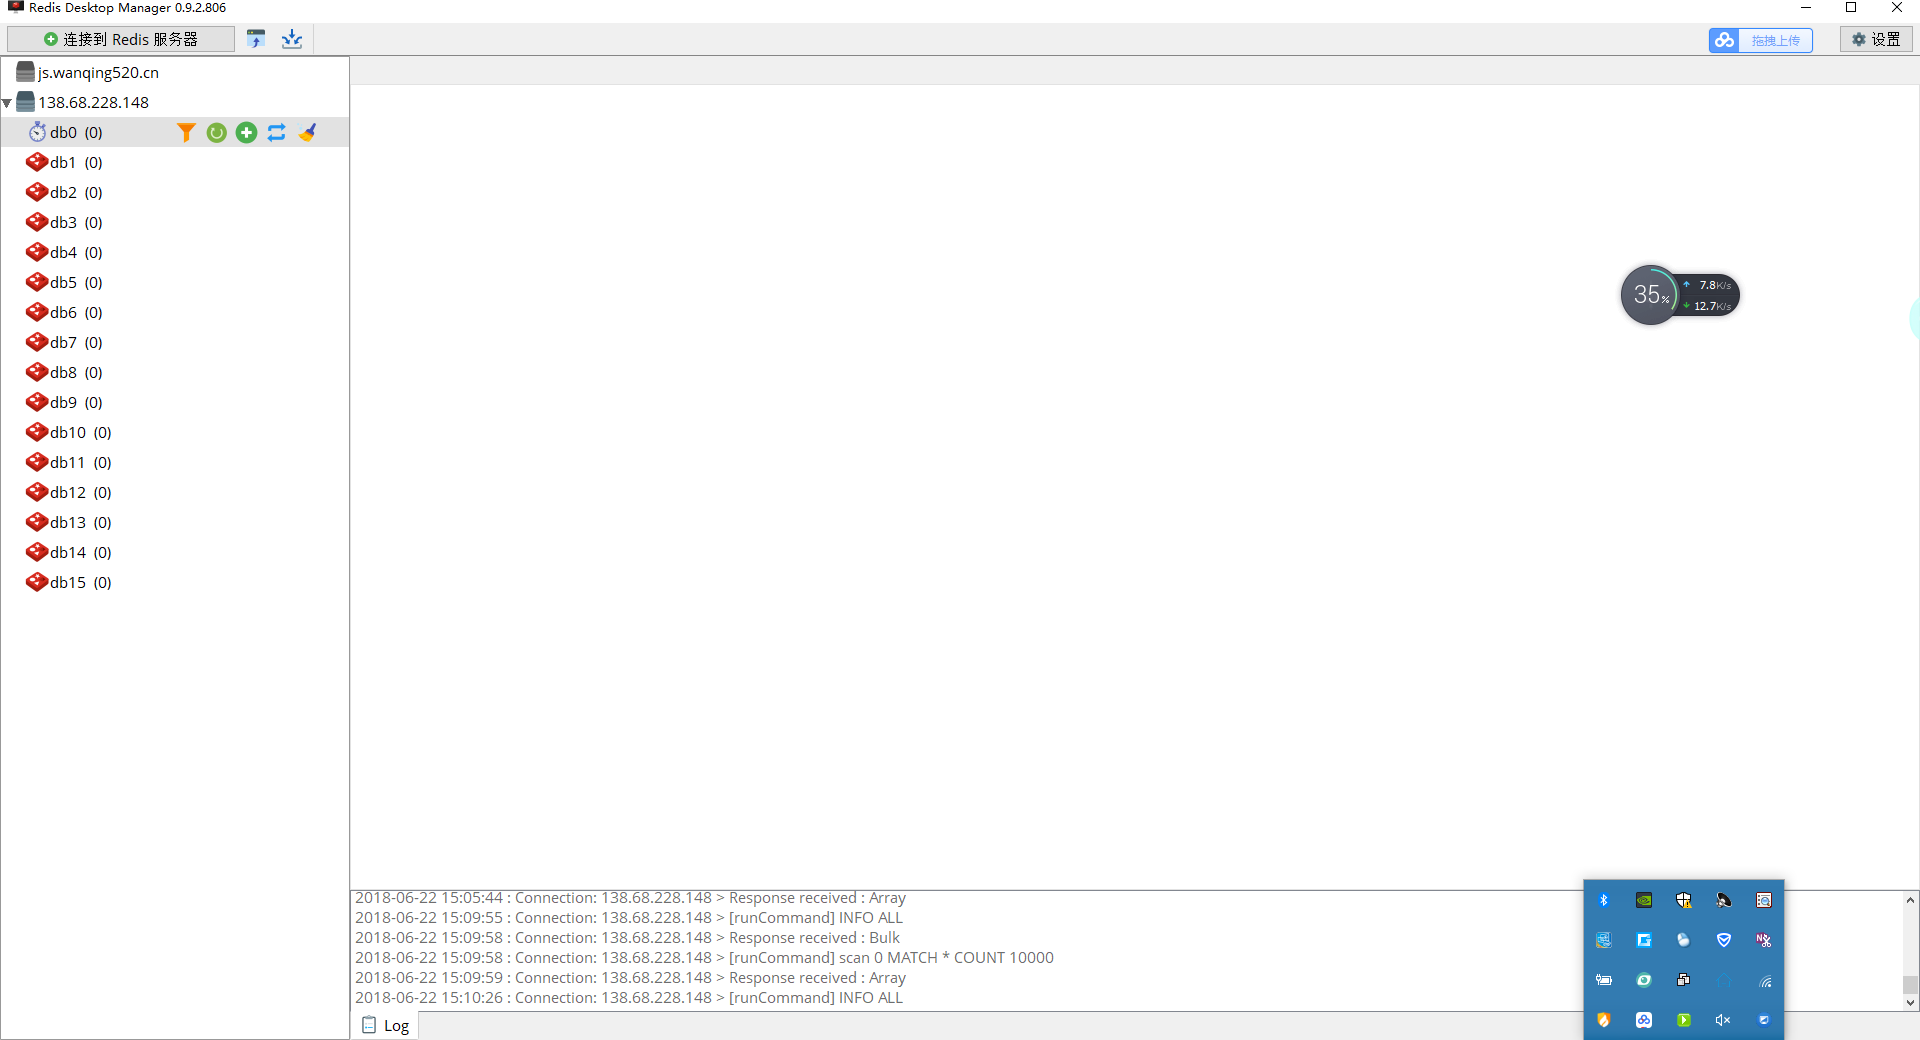 Redis Desktop Manager 0.9.2.806
连接到 Redis 服务器
拖拽上传
设置
js.wanqing520.cn
138.68.228.148
db0 (0)
db1 (0)
db2 (0)
db3 (0)
db4 (0)
db5 (0)
db6 (0)
db7 (0)
db8 (0)
db9 (0)
db10 (0)
db11 (0)
db12 (0)
db13 (0)
db14 (0)
db15 (0)
35%
7.8K/s
12.7K/s
2018-06-22 15:05:44 : Connection: 138.68.228.148 > Response received : Array
2018-06-22 15:09:55 : Connection: 138.68.228.148 > [runCommand] INFO ALL
2018-06-22 15:09:58 : Connection: 138.68.228.148 > Response received : Bulk
2018-06-22 15:09:58 : Connection: 138.68.228.148 > [runCommand] scan 0 MATCH * COUNT 10000
2018-06-22 15:09:59 : Connection: 138.68.228.148 > Response received : Array
2018-06-22 15:10:26 : Connection: 138.68.228.148 > [runCommand] INFO ALL
Log